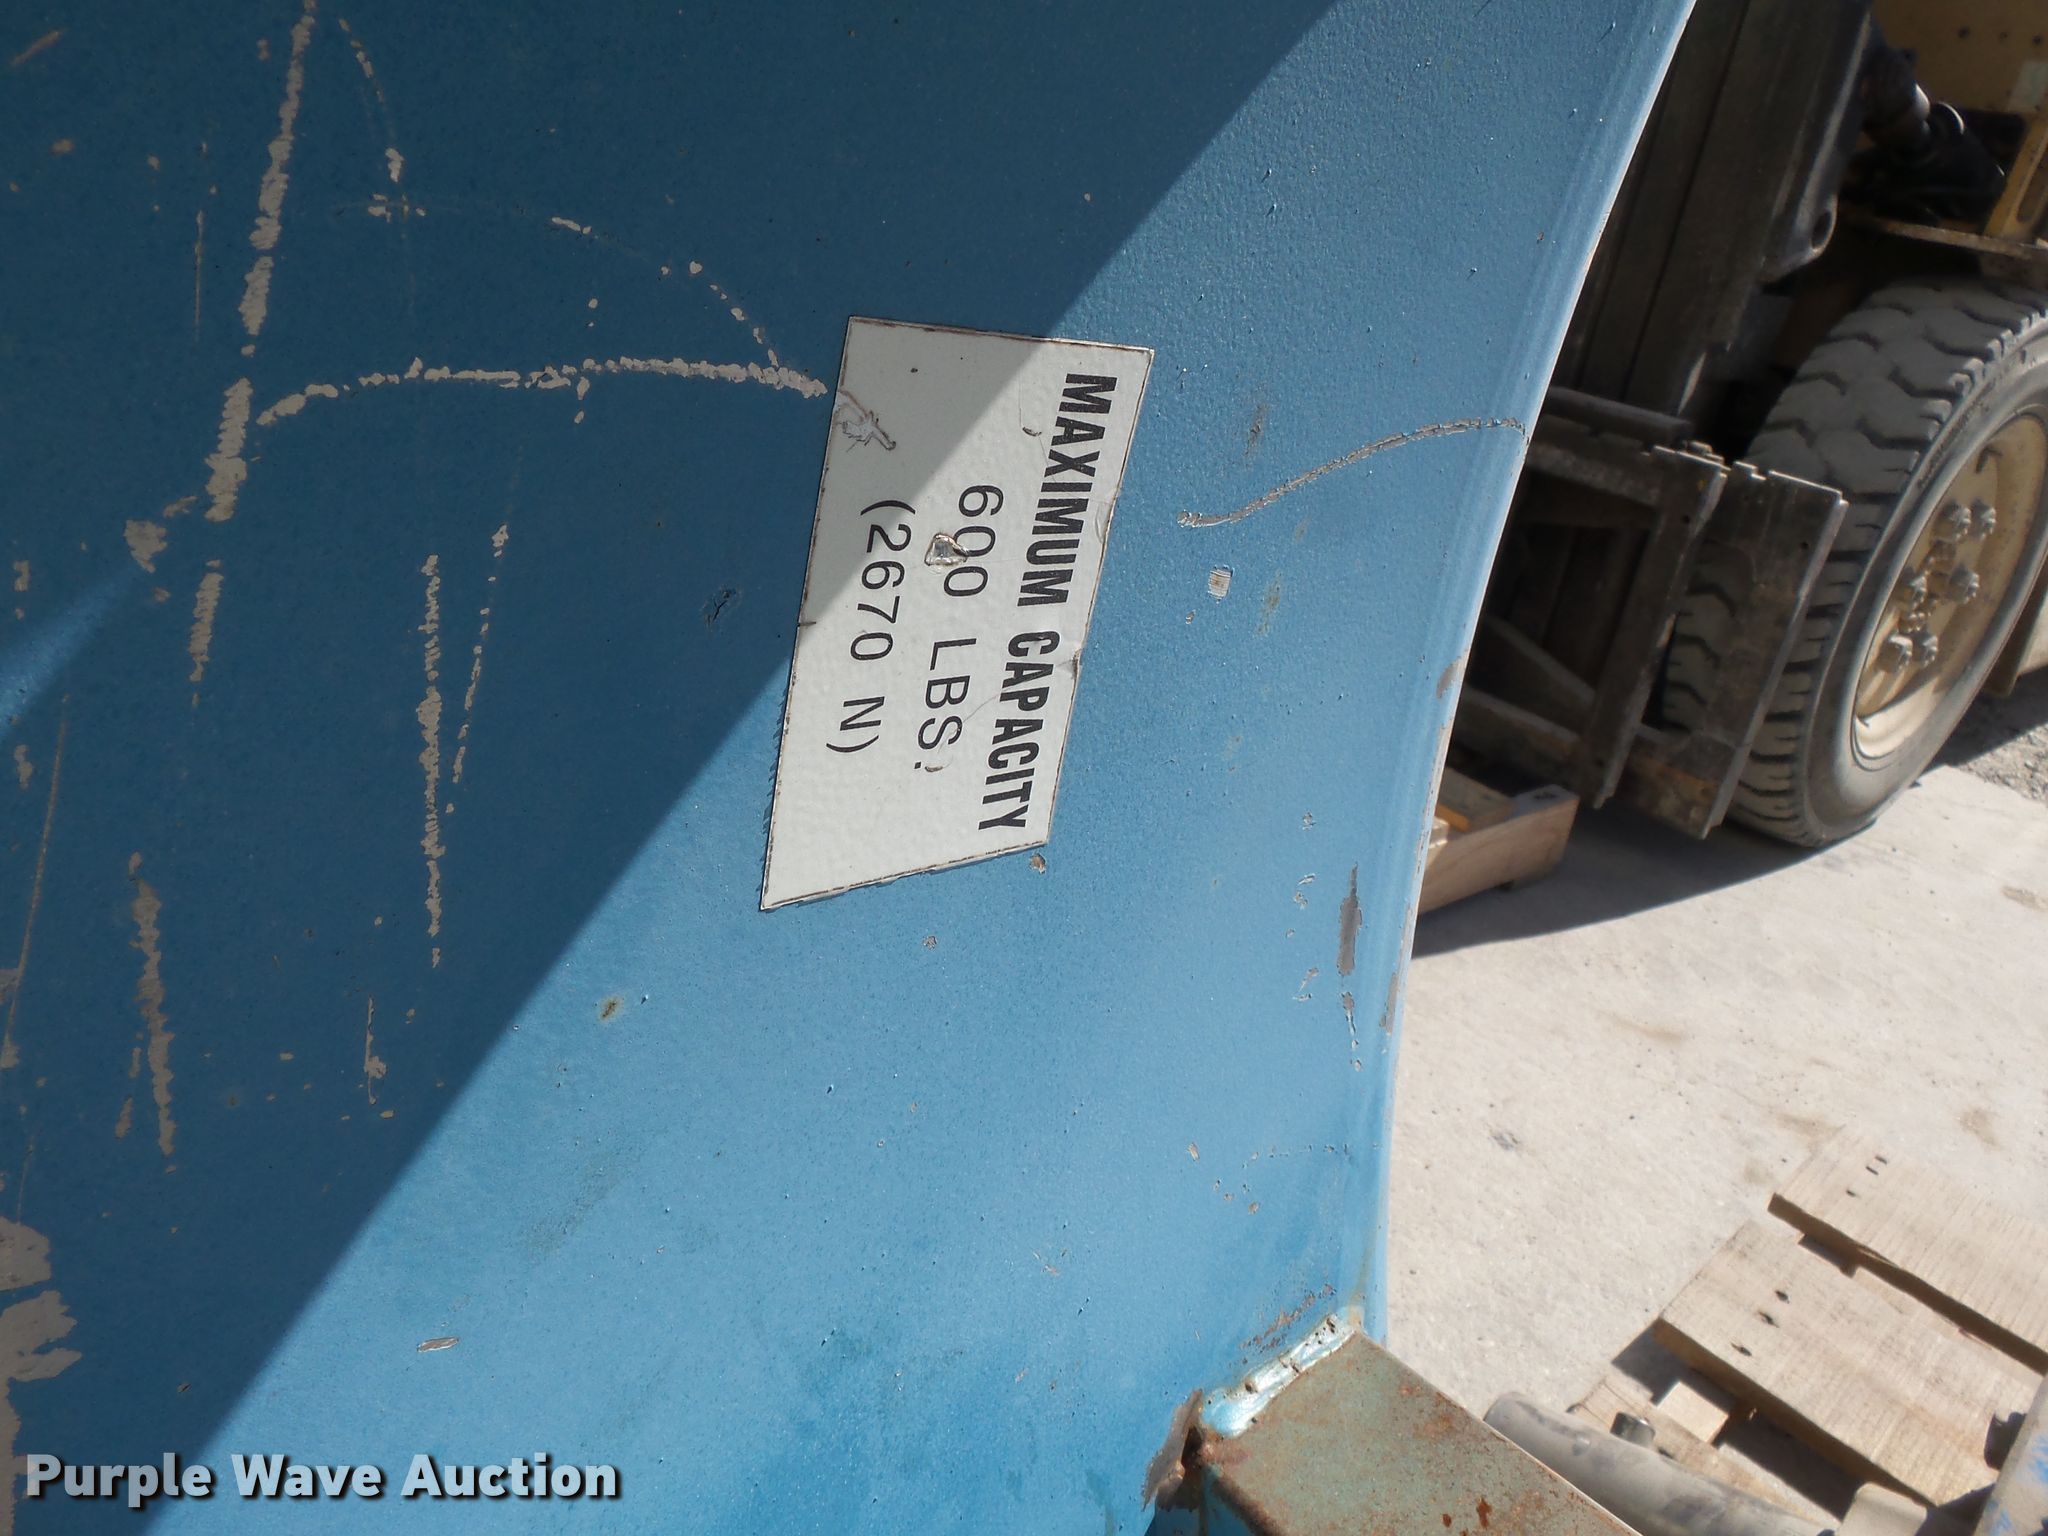 MAXIMUM CAPACITY
600 LBS.
(2670 N)
Purple Wave Auction